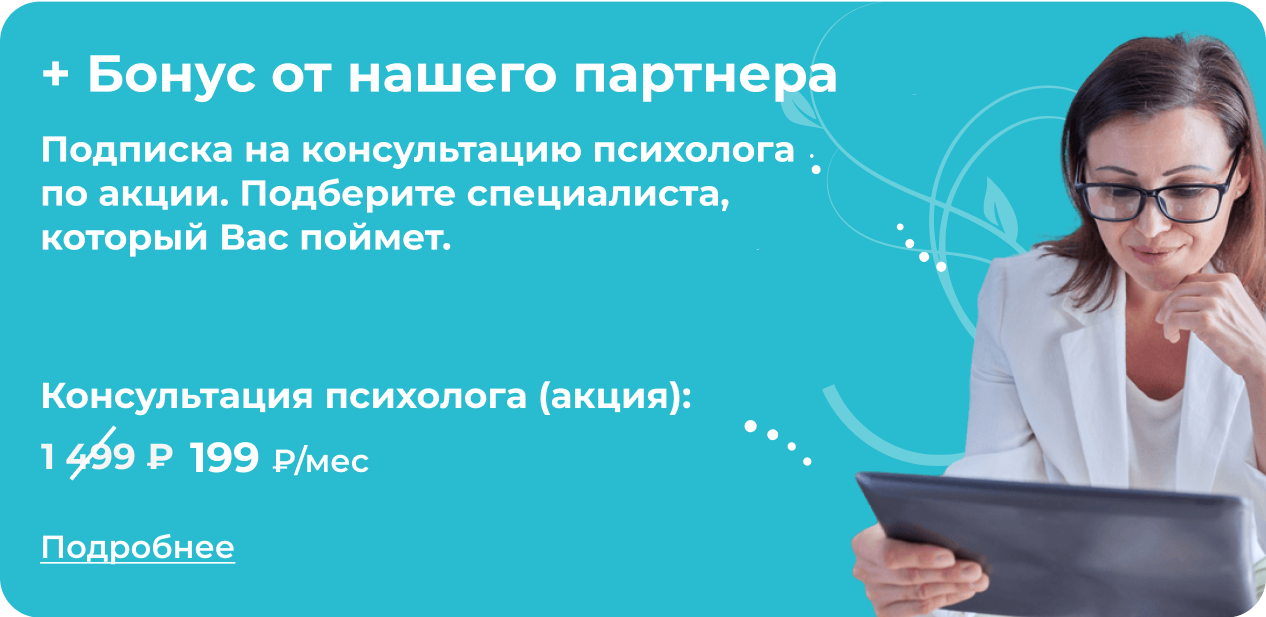 + Бонус от нашего партнера
Подписка на консультацию психолога
по акции. Подберите специалиста,
который Вас поймет.
Консультация психолога (акция):
1 499 ₽ 199 ₽/мес
Подробнее